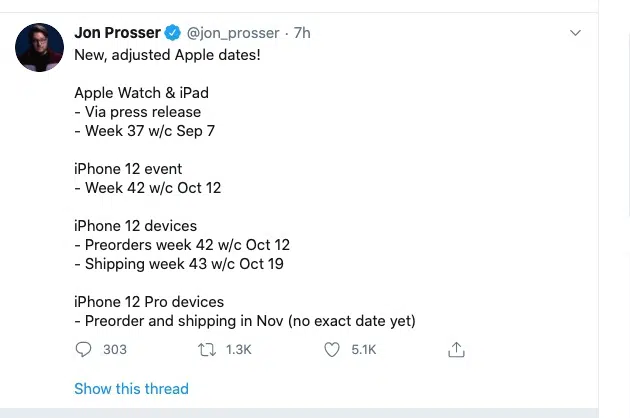 Jon Prosser @jon_prosser · 7h
New, adjusted Apple dates!
Apple Watch & iPad
- Via press release
- Week 37 w/c Sep 7
iPhone 12 event
- Week 42 w/c Oct 12
iPhone 12 devices
- Preorders week 42 w/c Oct 12
- Shipping week 43 w/c Oct 19
iPhone 12 Pro devices
- Preorder and shipping in Nov (no exact date yet)
303 1.3K 5.1K
Show this thread